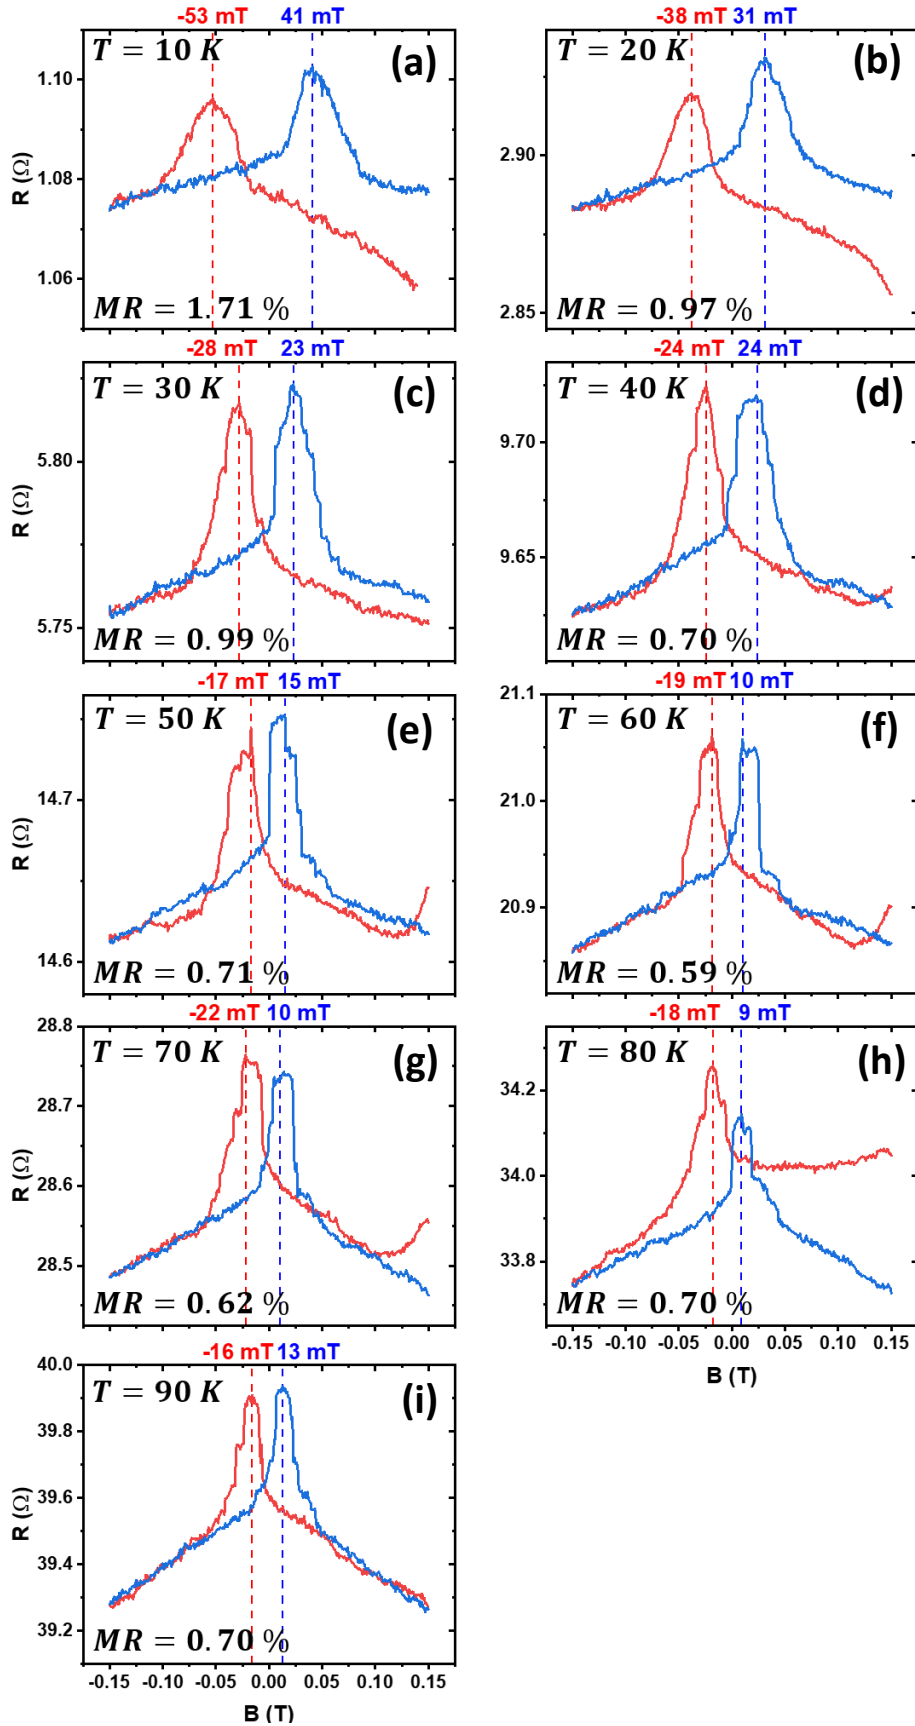 -53 mT 41 mT
T = 10 K (a)
1.10
1.08
1.06
R (Ω)
MR = 1.71 %
-38 mT 31 mT
T = 20 K (b)
2.90
2.85
MR = 0.97 %
-28 mT 23 mT
T = 30 K (c)
5.80
5.75
R (Ω)
MR = 0.99 %
-24 mT 24 mT
T = 40 K (d)
9.70
9.65
MR = 0.70 %
-17 mT 15 mT
T = 50 K (e)
14.7
14.6
R (Ω)
MR = 0.71 %
-19 mT 10 mT
T = 60 K (f)
21.1
21.0
20.9
MR = 0.59 %
-22 mT 10 mT
T = 70 K (g)
28.8
28.7
28.6
28.5
R (Ω)
MR = 0.62 %
-18 mT 9 mT
T = 80 K (h)
34.2
34.0
33.8
MR = 0.70 %
-0.15 -0.10 -0.05 0.00 0.05 0.10 0.15
B (T)
-16 mT 13 mT
T = 90 K (i)
40.0
39.8
39.6
39.4
39.2
R (Ω)
MR = 0.70 %
-0.15 -0.10 -0.05 0.00 0.05 0.10 0.15
B (T)